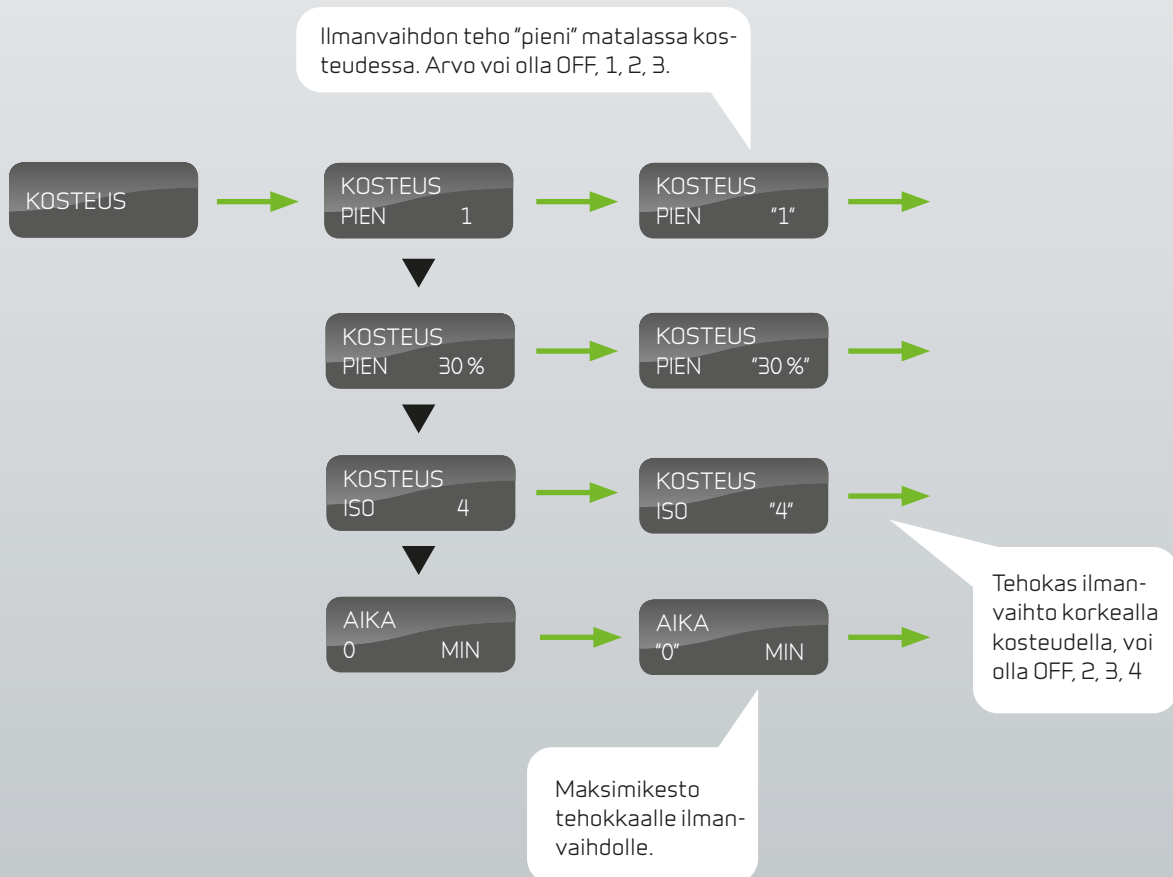 Ilmanvaihdon teho "pieni" matalassa kos-
teudessa. Arvo voi olla OFF, 1, 2, 3.
KOSTEUS
KOSTEUS
PIEN 1
KOSTEUS
PIEN "1"
KOSTEUS
PIEN 30 %
KOSTEUS
PIEN "30 %"
KOSTEUS
ISO 4
KOSTEUS
ISO "4"
Tehokas ilman-
vaihto korkealla
kosteudella, voi
olla OFF, 2, 3, 4
AIKA
0 MIN
AIKA
"0" MIN
Maksimikesto
tehokkaalle ilman-
vaihdolle.